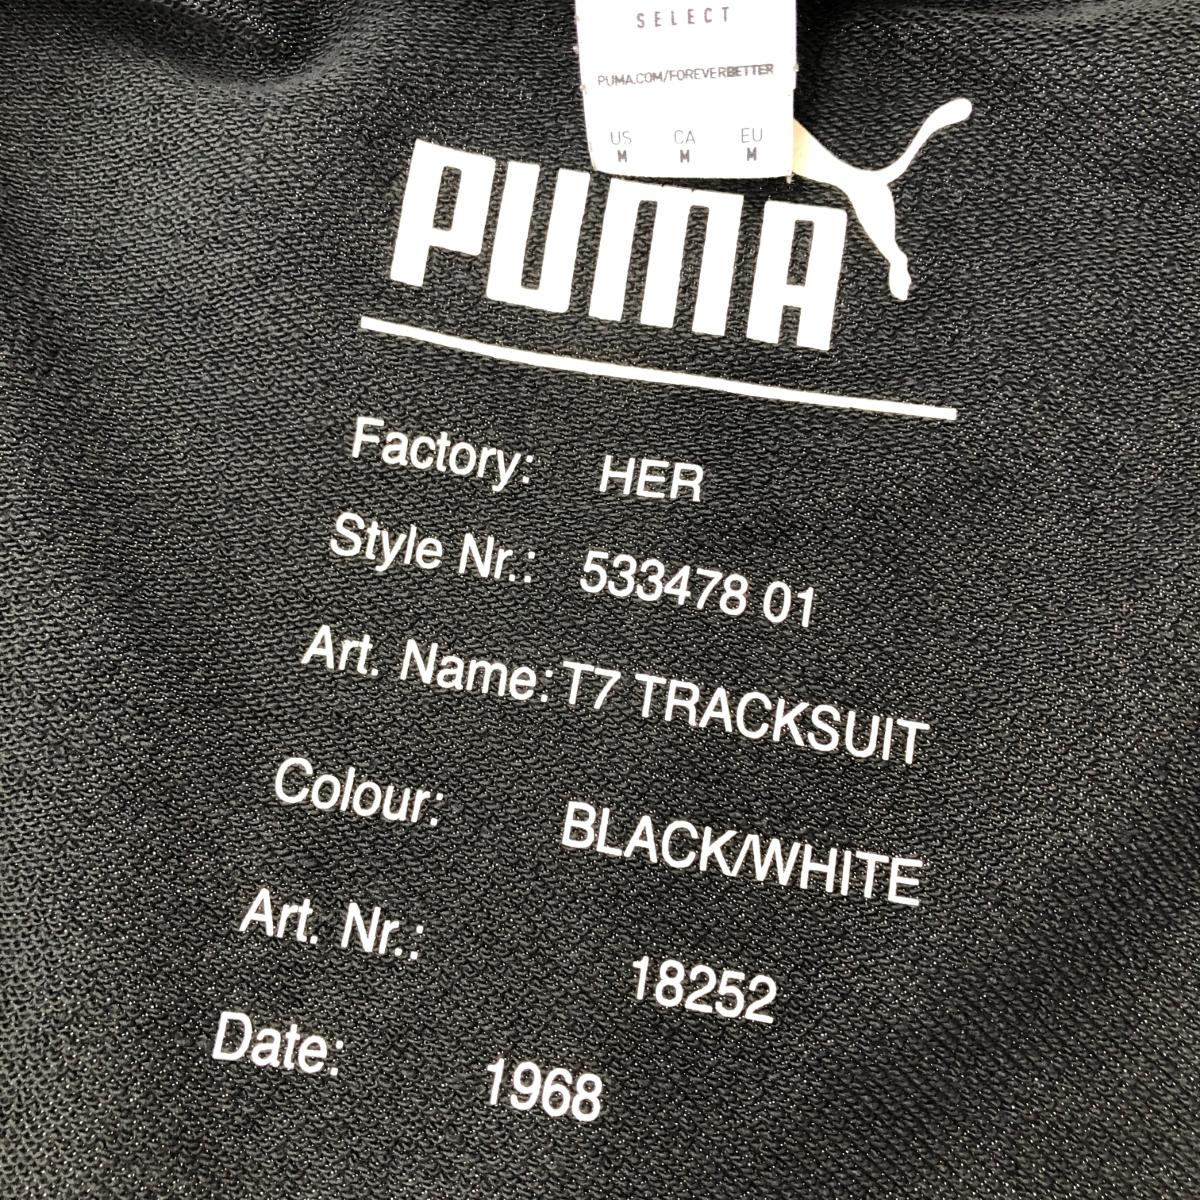 SELECT
PUMA.COM/FOREVERBETTER
US CA EU
M M M
PUMA
Factory: HER
Style Nr.: 533478 01
Art. Name: T7 TRACKSUIT
Colour: BLACK/WHITE
Art. Nr.: 18252
Date: 1968